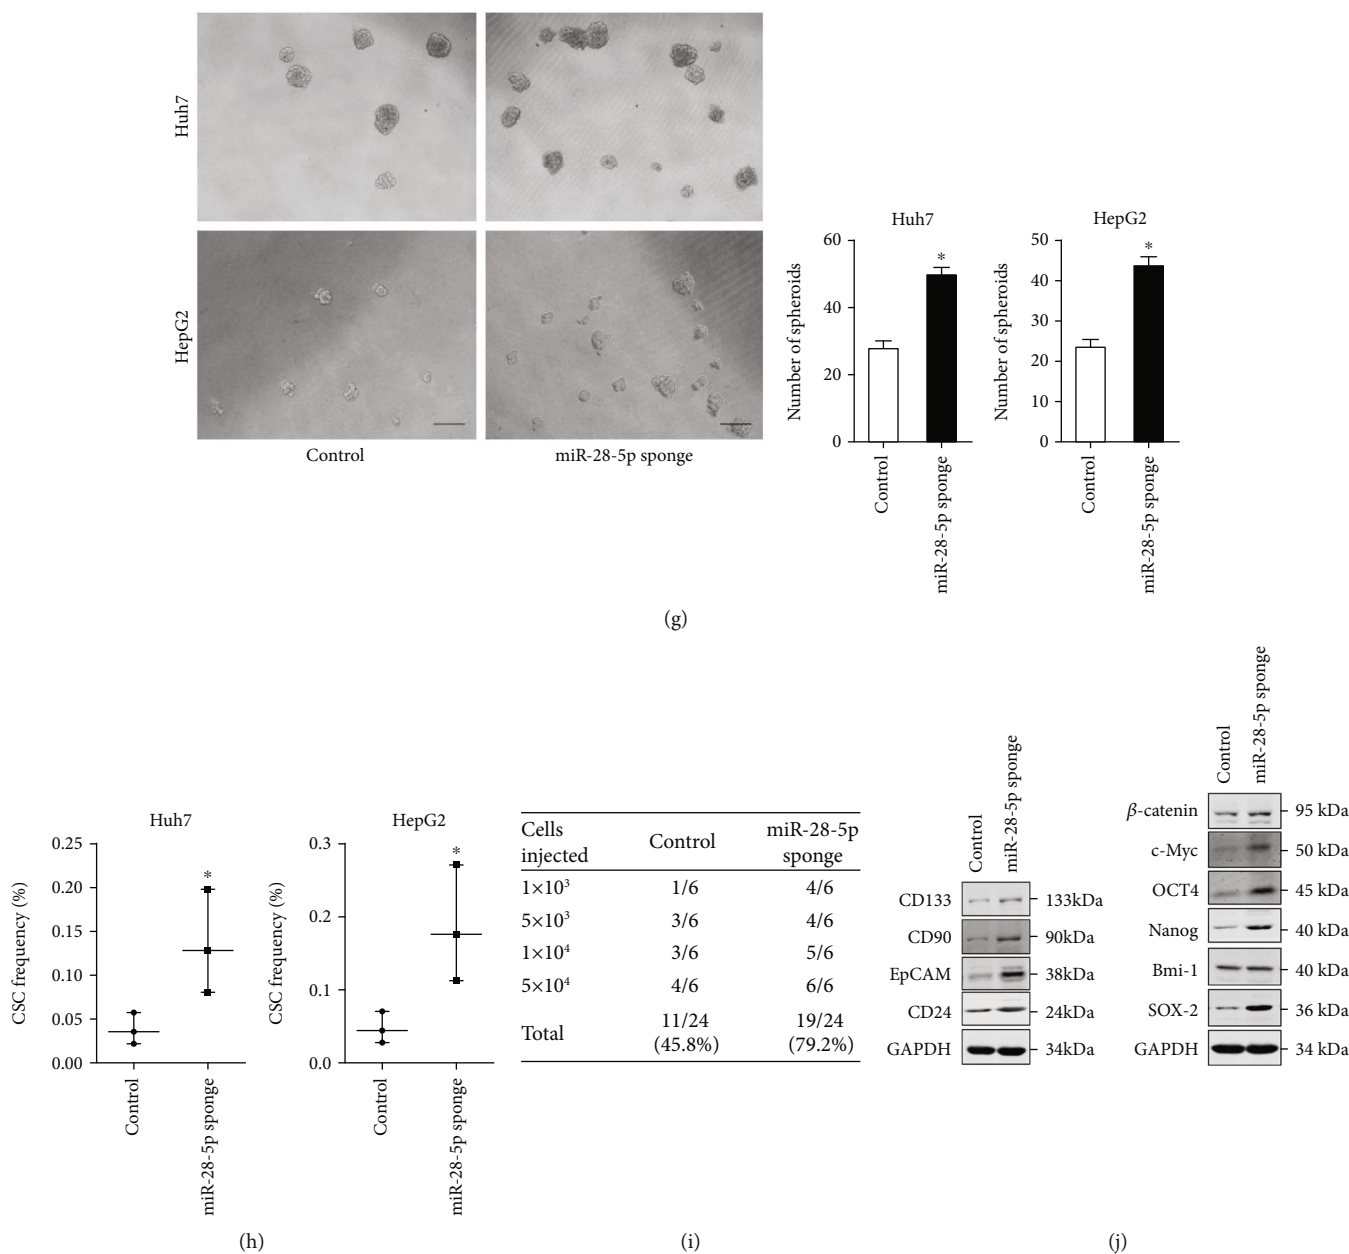 Huh7
HepG2
Control
miR-28-5p sponge
Huh7
Number of spheroids
60
40
20
0
*
Control
miR-28-5p sponge
HepG2
Number of spheroids
50
40
30
20
10
0
*
Control
miR-28-5p sponge
(g)
Huh7
CSC frequency (%)
0.25
0.20
0.15
0.10
0.05
0.00
*
Control
miR-28-5p sponge
HepG2
CSC frequency (%)
0.3
0.2
0.1
0.0
*
Control
miR-28-5p sponge
(h)
Cells injected Control miR-28-5p sponge
1×10³ 1/6 4/6
5×10³ 3/6 4/6
1×10⁴ 3/6 5/6
5×10⁴ 4/6 6/6
Total 11/24 (45.8%) 19/24 (79.2%)
(i)
Control
miR-28-5p sponge
CD133 133kDa
CD90 90kDa
EpCAM 38kDa
CD24 24kDa
GAPDH 34kDa
Control
miR-28-5p sponge
β-catenin 95 kDa
c-Myc 50 kDa
OCT4 45 kDa
Nanog 40 kDa
Bmi-1 40 kDa
SOX-2 36 kDa
GAPDH 34 kDa
(j)